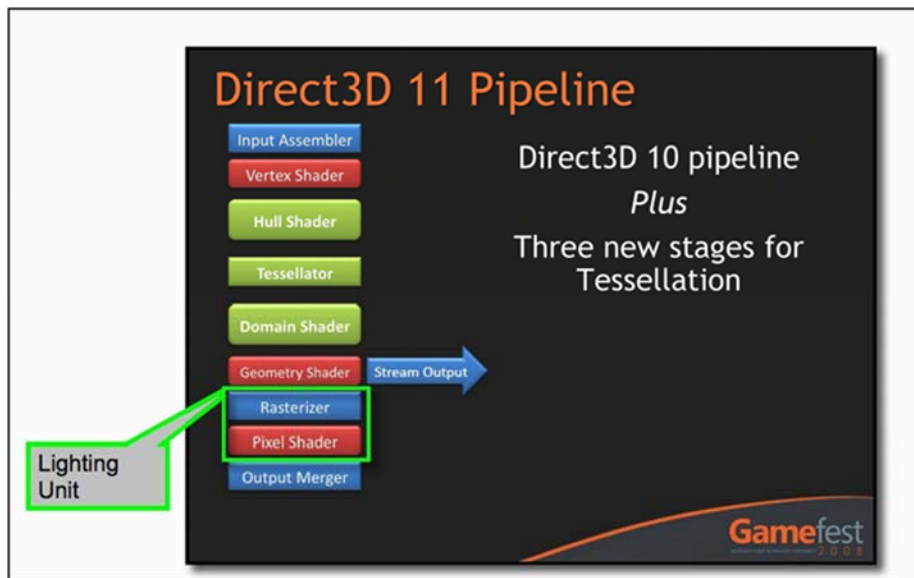 Direct3D 11 Pipeline
Input Assembler
Vertex Shader
Hull Shader
Tessellator
Domain Shader
Geometry Shader
Stream Output
Rasterizer
Pixel Shader
Output Merger
Direct3D 10 pipeline
Plus
Three new stages for
Tessellation
Lighting
Unit
Gamefest
2008